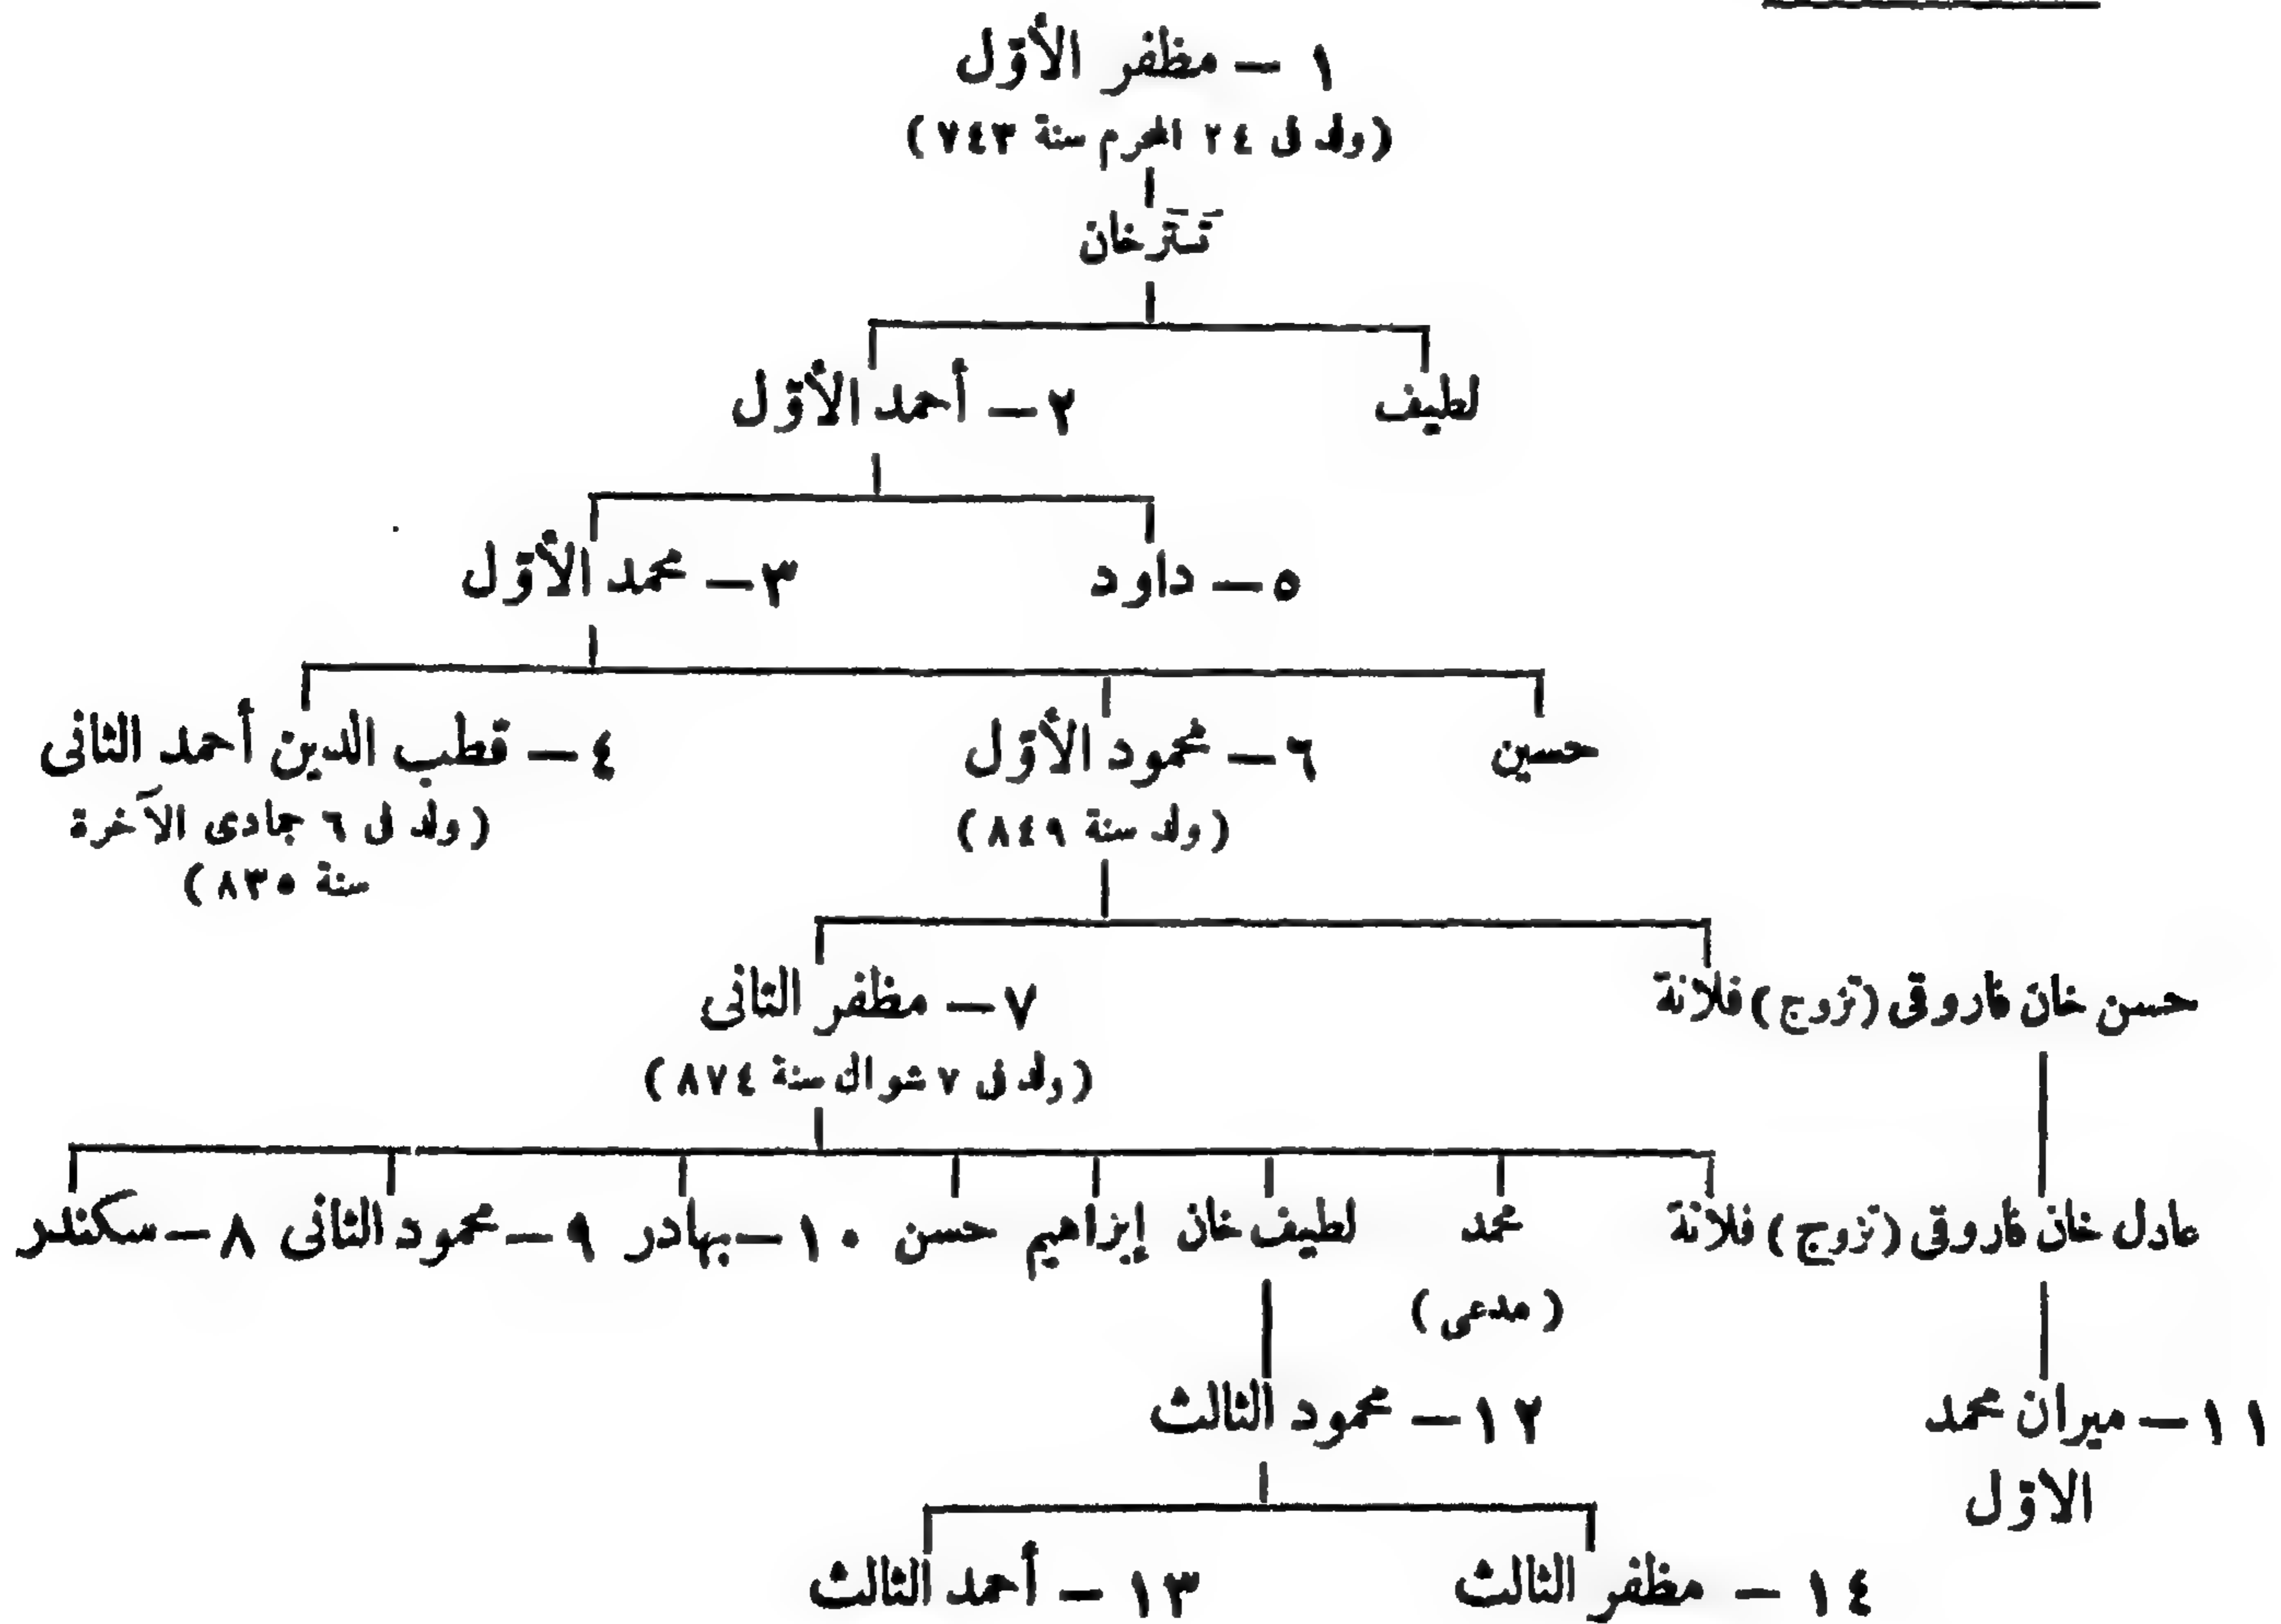 ١ – مظفر الأوّل
(ولد فى ٢٤ المحرم سنة ٧٤٣)
تَتَرخان
لطيف
٢ – أحمد الأوّل
٥ – داود
٣ – محمد الأوّل
حسين
٦ – محمود الأوّل
(ولد سنة ٨٤٩)
٤ – قطب الدين أحمد الثانى
(ولد فى ٦ جمادى الآخرة
سنة ٨٣٥)
حسن خان فاروقى (تزوج) فلانة
٧ – مظفر الثانى
(ولد فى ٧ شوال سنة ٨٧٤)
عادل خان فاروقى (تزوج) فلانة
محمد
(مدعى)
لطيف خان
إبراهيم
حسن
١٠ – بهادر
٩ – محمود الثانى
٨ – سكندر
١١ – ميران محمد
الاوّل
١٢ – محمود الثالث
١٤ – مظفر الثالث
١٣ – أحمد الثالث